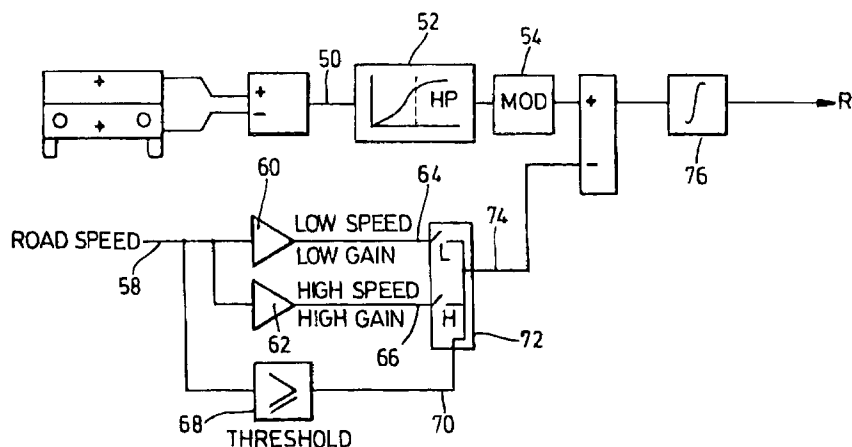 52
54
50
HP
MOD
+
−
+
−
+
+
R
76
60
64
ROAD SPEED
LOW SPEED
LOW GAIN
L
74
58
HIGH SPEED
HIGH GAIN
H
62
66
72
68
70
THRESHOLD